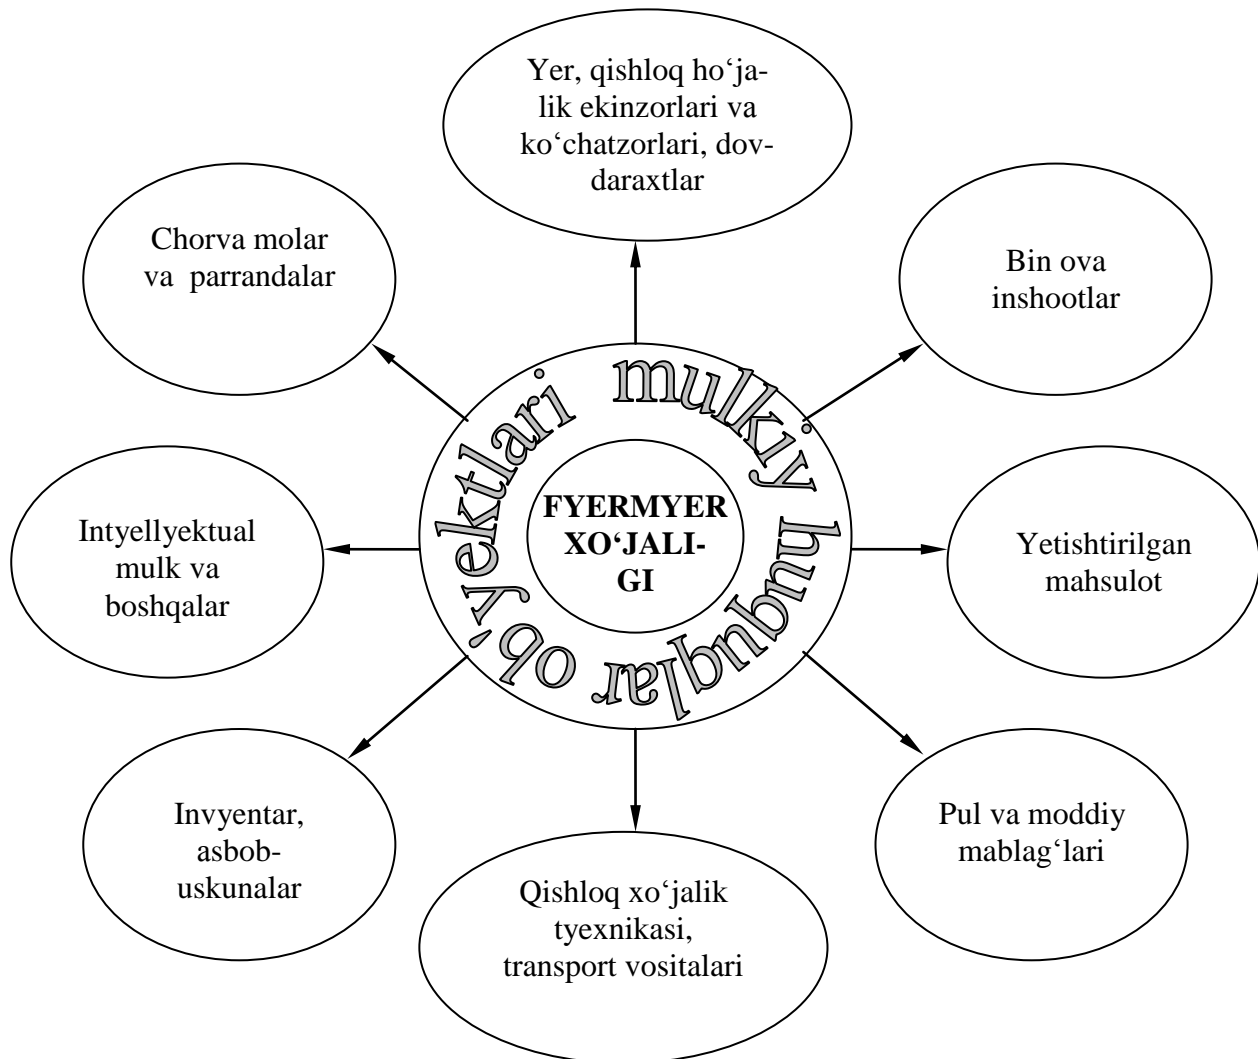 Yer, qishloq ho‘ja-
lik ekinzorlari va
ko‘chatzorlari, dov-
daraxtlar
Chorva molar
va parrandalar
Bin ova
inshootlar
mulkiy huquqlar ob'yektlari
FYERMYER
XO‘JALI-
GI
Intyellyektual
mulk va
boshqalar
Yetishtirilgan
mahsulot
Invyentar,
asbob-
uskunalar
Pul va moddiy
mablag‘lari
Qishloq xo‘jalik
tyexnikasi,
transport vositalari